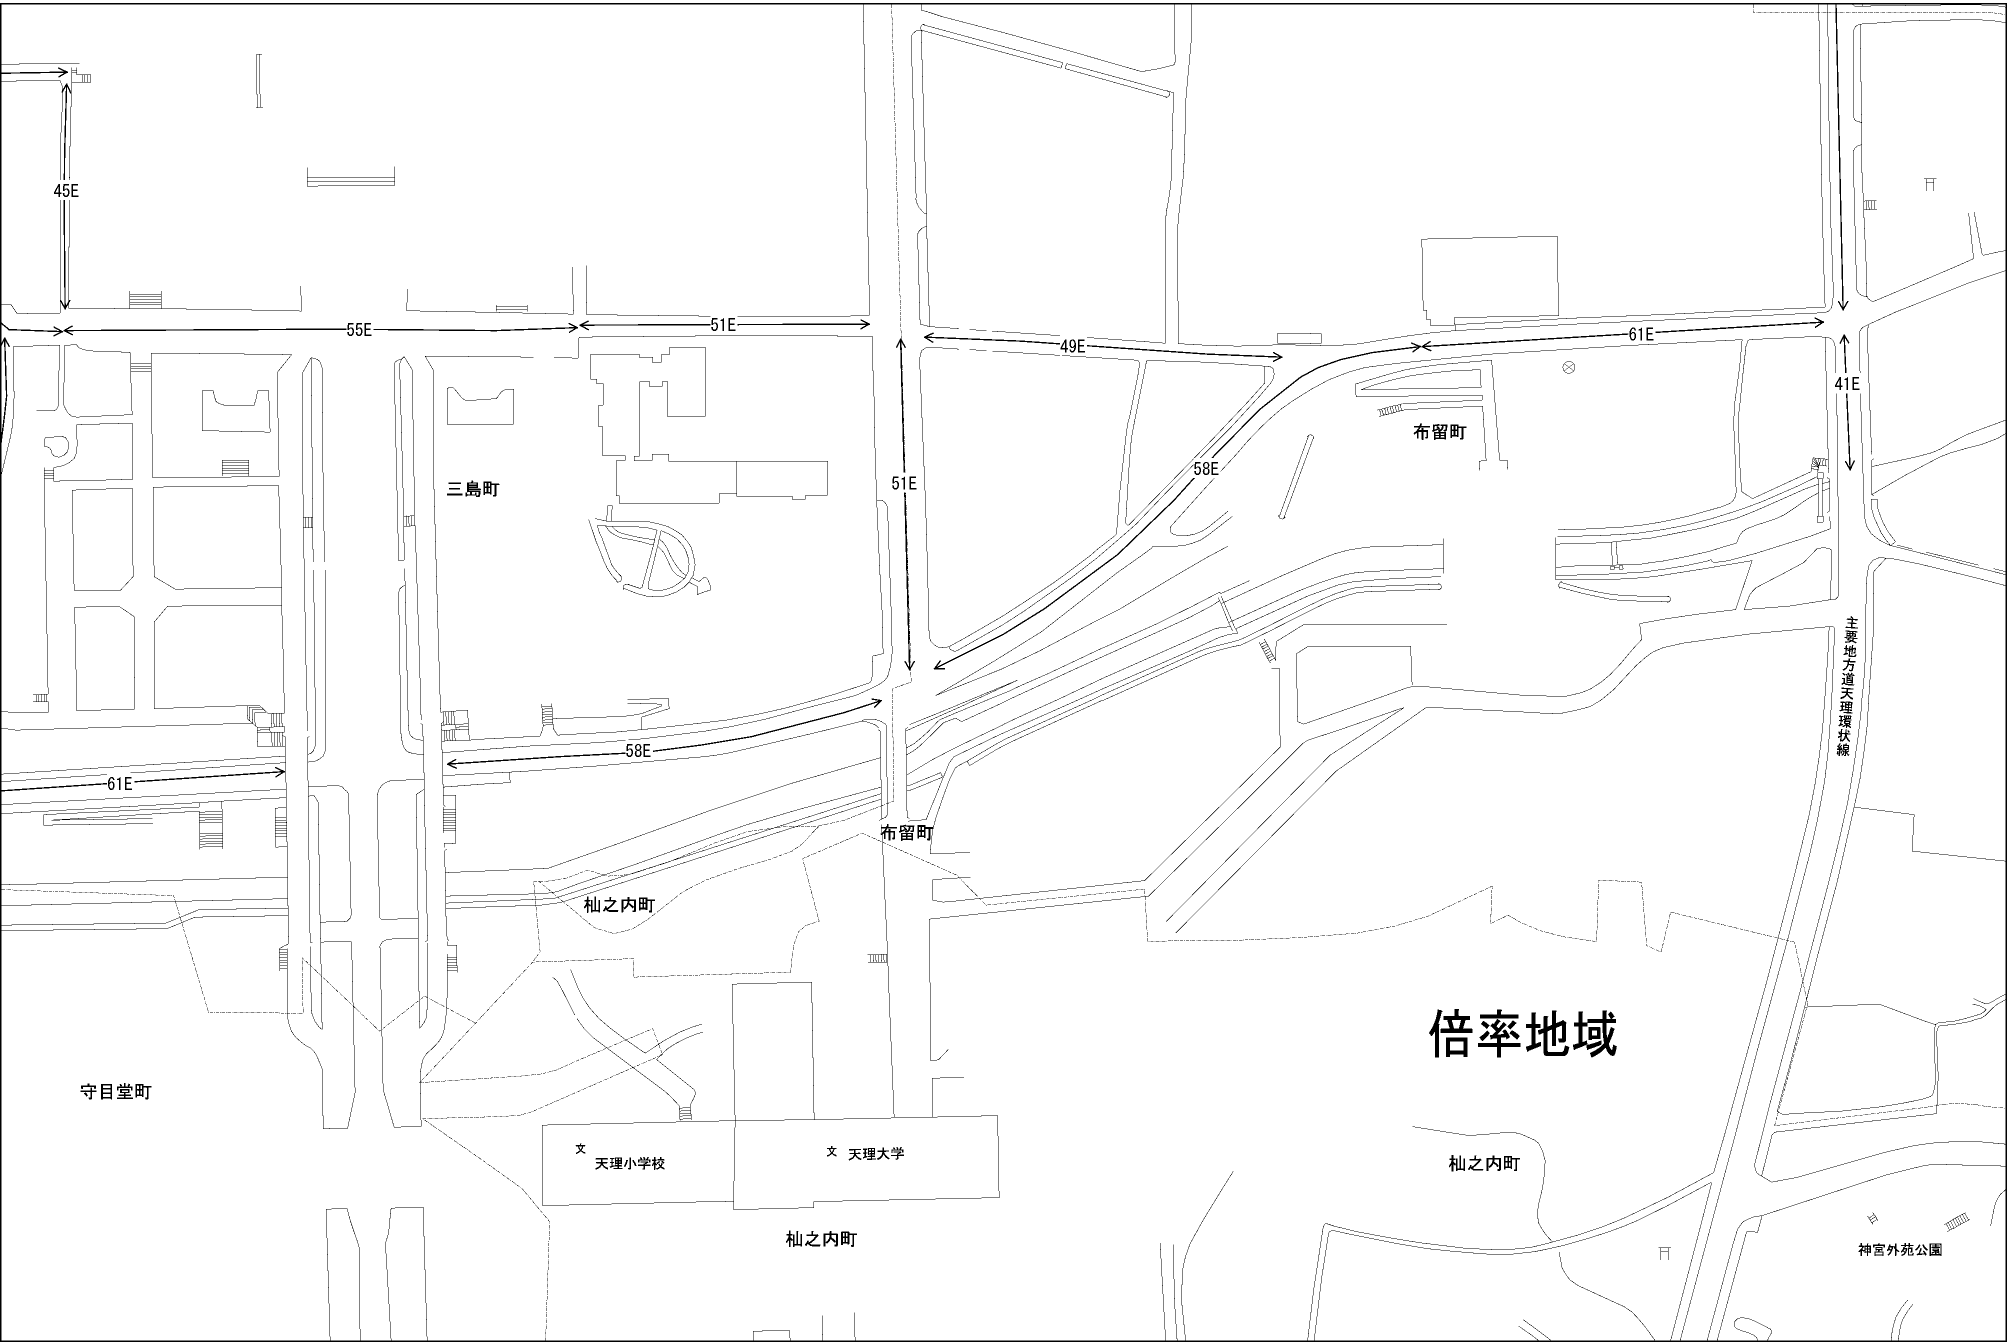 45E
55E
51E
49E
61E
41E
布留町
58E
51E
三島町
主要地方道天理環状線
58E
61E
布留町
杣之内町
倍率地域
守目堂町
文
天理小学校
文 天理大学
杣之内町
杣之内町
神宮外苑公園